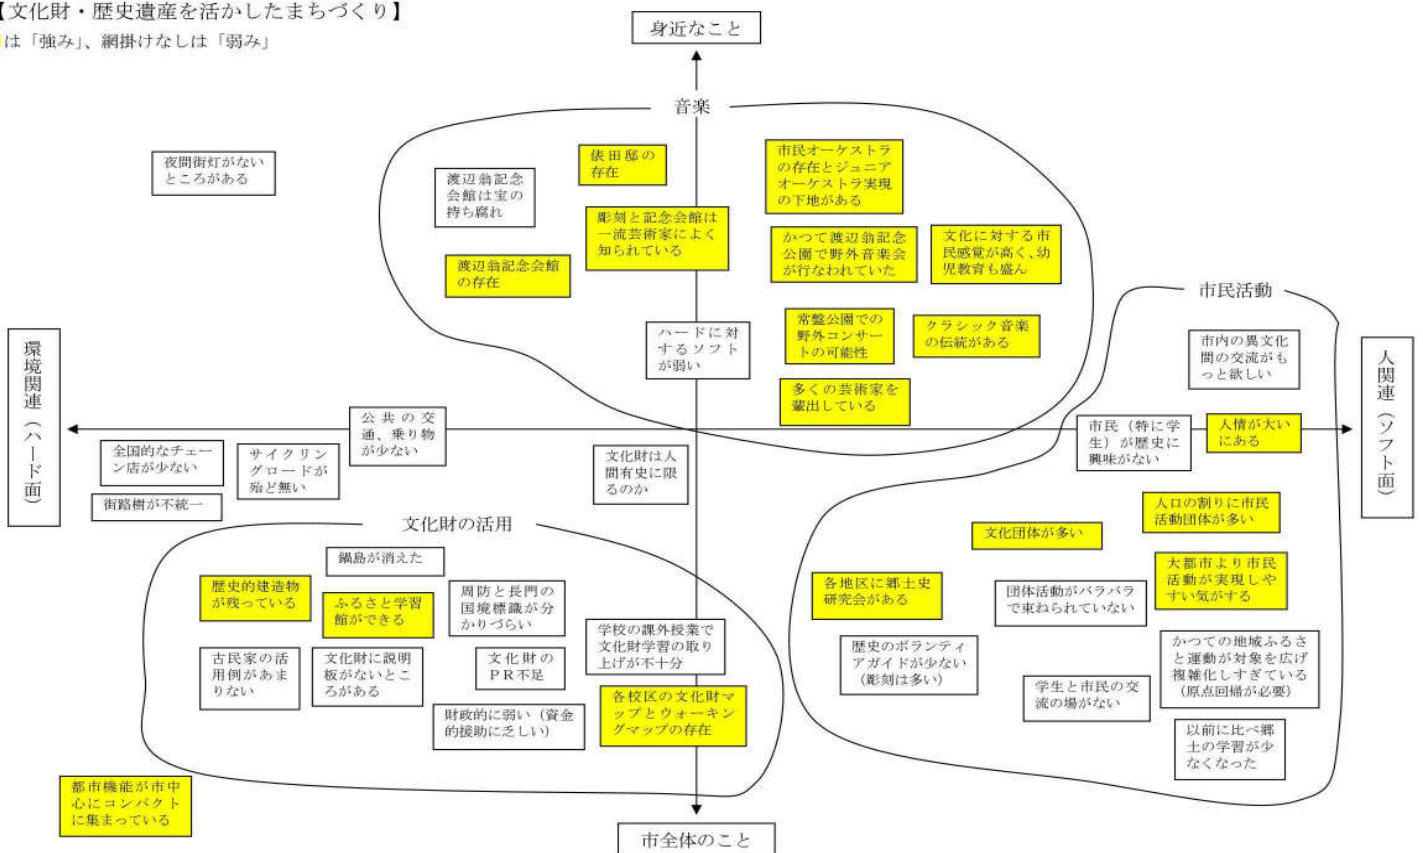 【文化財・歴史遺産を活かしたまちづくり】
は「強み」、網掛けなしは「弱み」
身近なこと
音楽
夜間街灯がない
ところがある
渡辺翁記念
会館は宝の
持ち腐れ
俵田邸の
存在
彫刻と記念会館は
一流芸術家によく
知られている
渡辺翁記念会館
の存在
市民オーケストラ
の存在とジュニア
オーケストラ実現
の下地がある
かつて渡辺翁記念
公園で野外音楽会
が行なわれていた
文化に対する市
民感覚が高く、幼
児教育も盛ん
ハードに対
するソフト
が弱い
常盤公園での
野外コンサー
トの可能性
クラシック音楽
の伝統がある
多くの芸術家を
輩出している
市民活動
市内の異文化
間の交流がも
っと欲しい
環境関連（ハード面）
人関連（ソフト面）
公共の交
通、乗り物
が少ない
全国的なチェー
ン店が少ない
サイクリン
グロードが
殆ど無い
街路樹が不統一
文化財は人
間有史に限
るのか
市民（特に学
生）が歴史に
興味がない
人情が大い
にある
文化財の活用
鍋島が消えた
歴史的建造物
が残っている
ふるさと学習
館ができる
周防と長門の
国境標識が分
かりづらい
古民家の活
用例があま
りない
文化財に説明
板がないとこ
ろがある
文化財の
ＰＲ不足
財政的に弱い（資金
的援助に乏しい）
学校の課外授業で
文化財学習の取り
上げが不十分
各校区の文化財マ
ップとウォーキン
グマップの存在
人口の割りに市民
活動団体が多い
文化団体が多い
各地区に郷土史
研究会がある
団体活動がバラバラ
で束ねられていない
大都市より市民
活動が実現しや
すい気がする
歴史のボランティ
アガイドが少ない
（彫刻は多い）
学生と市民の交
流の場がない
かつての地域ふるさ
と運動が対象を広げ
複雑化しすぎている
（原点回帰が必要）
以前に比べ郷
土の学習が少
なくなった
都市機能が市中
心にコンパクト
に集まっている
市全体のこと